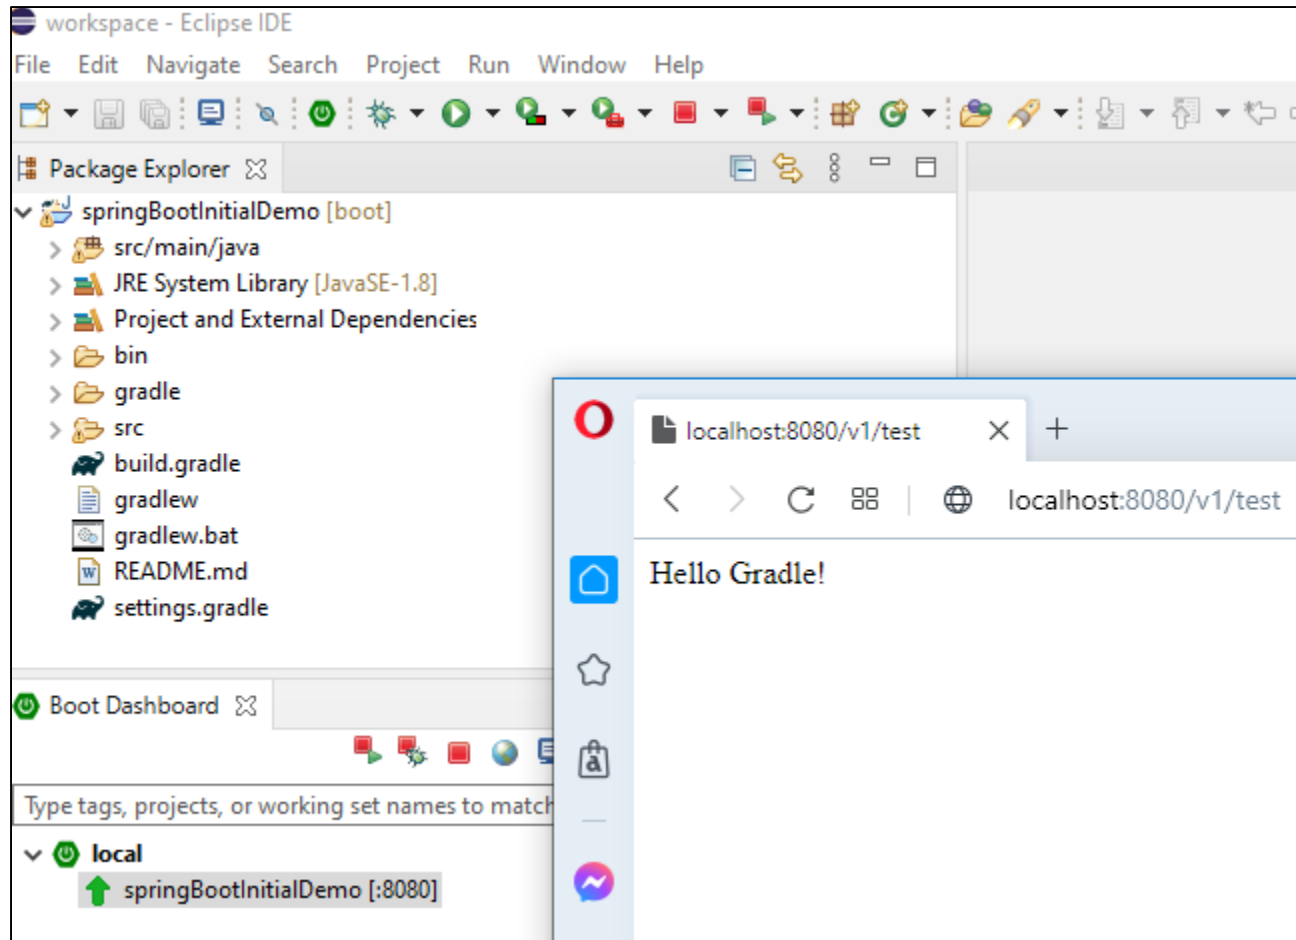 workspace - Eclipse IDE
File Edit Navigate Search Project Run Window Help
Package Explorer
springBootInitialDemo [boot]
src/main/java
JRE System Library [JavaSE-1.8]
Project and External Dependencies
bin
gradle
src
build.gradle
gradlew
gradlew.bat
README.md
settings.gradle
Boot Dashboard
Type tags, projects, or working set names to match
local
springBootInitialDemo [:8080]
localhost:8080/v1/test
localhost:8080/v1/test
Hello Gradle!